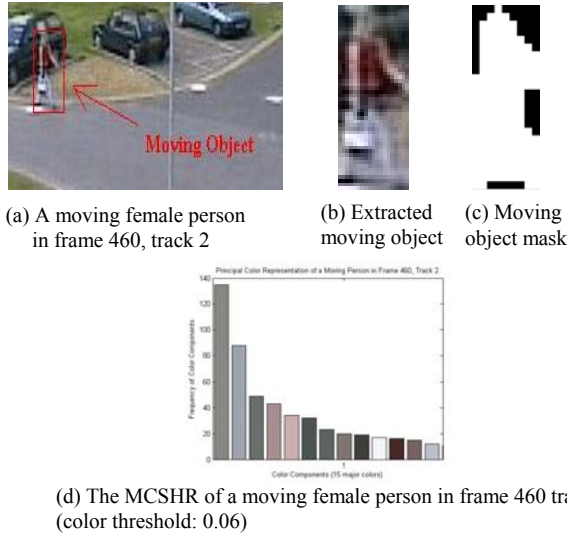 Moving Object
(a) A moving female person
in frame 460, track 2
(b) Extracted
moving object
(c) Moving
object mask
Principal Color Representation of a Moving Person in Frame 460, Track 2
Frequency of Color Components
140
120
100
80
60
40
20
0
1
Color Components (15 major colors)
(d) The MCSHR of a moving female person in frame 460 tra
(color threshold: 0.06)